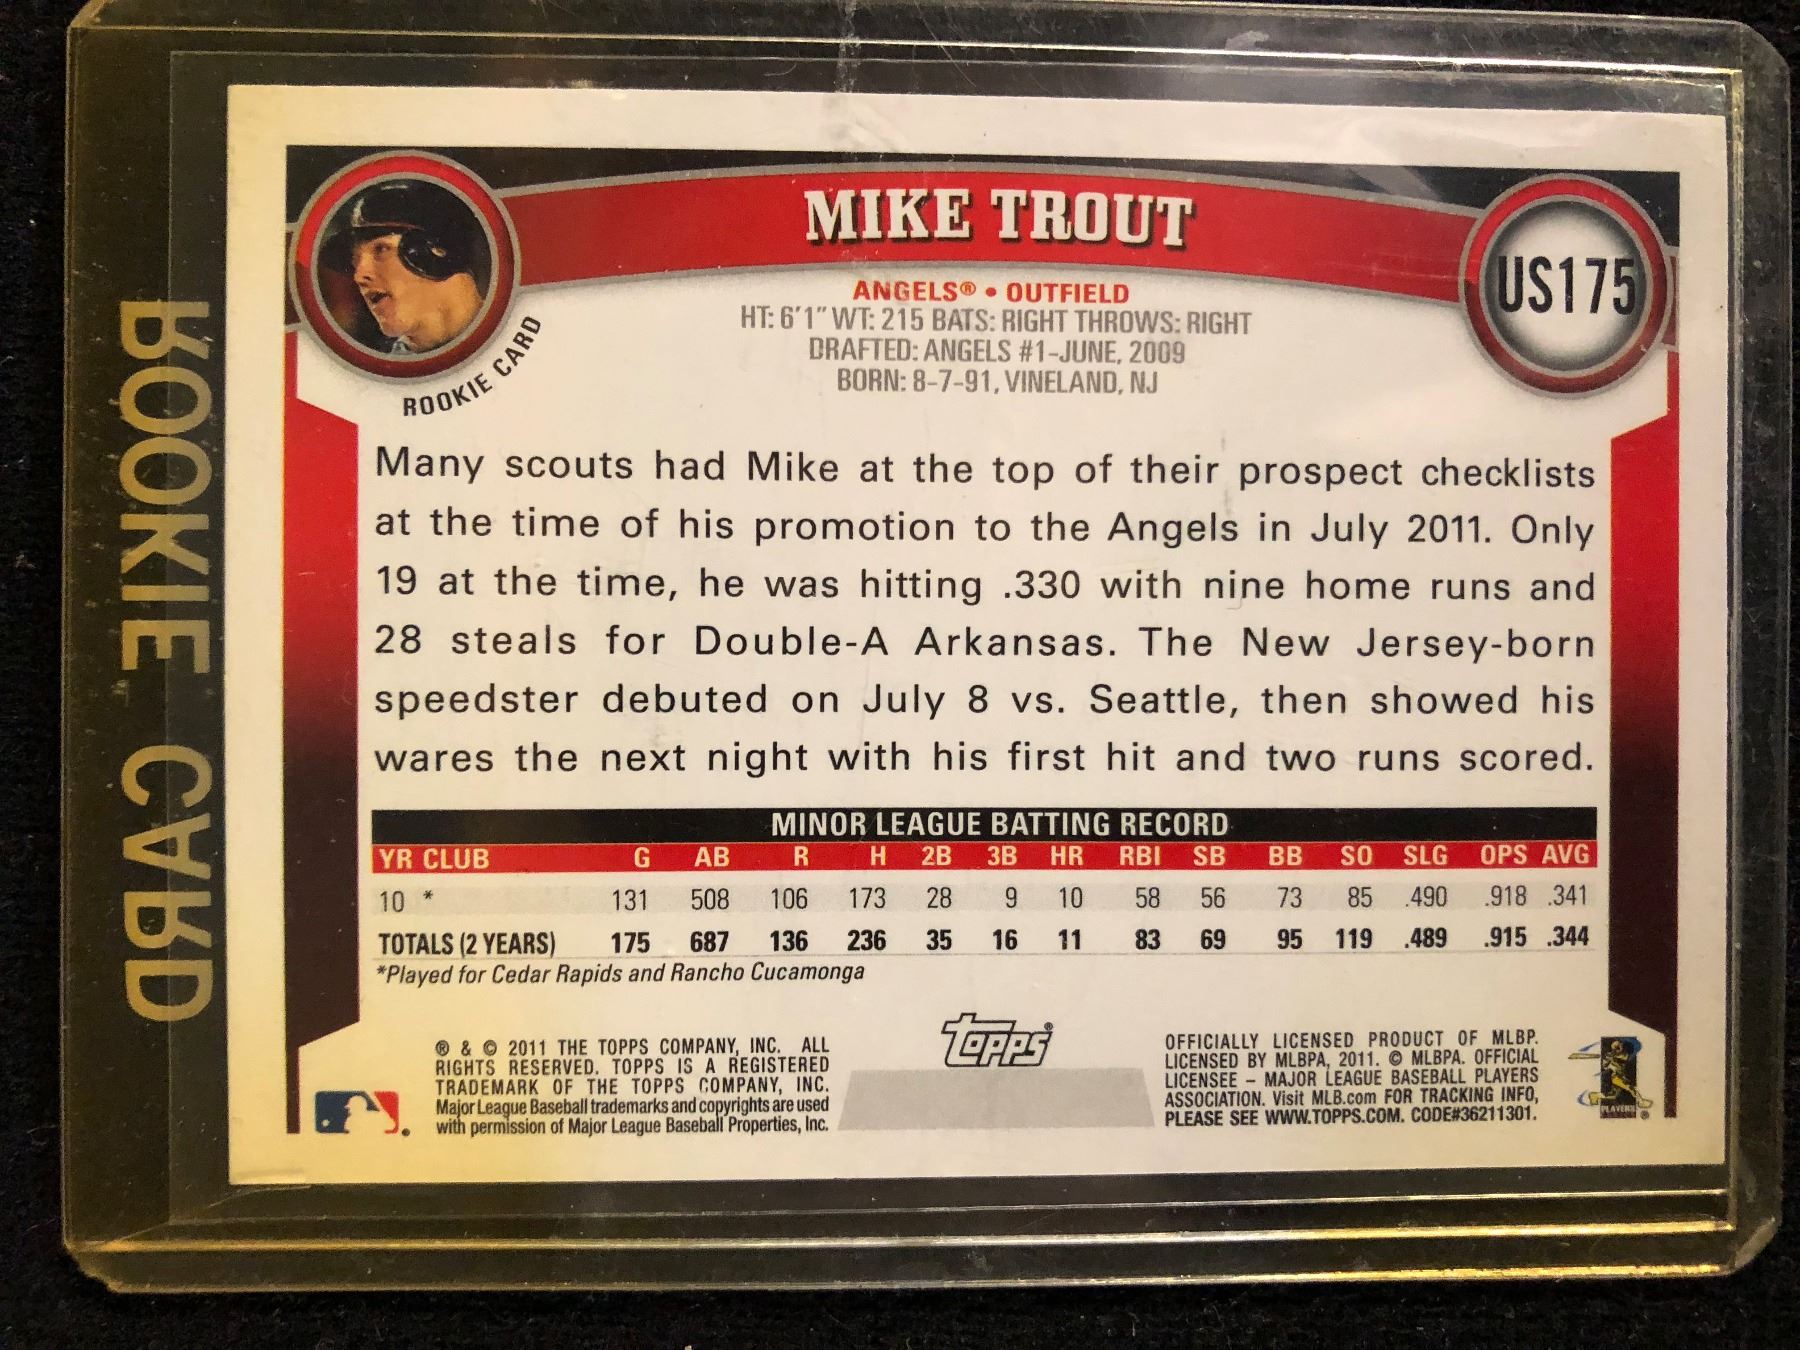 ROOKIE CARD
MIKE TROUT
US175
ROOKIE CARD
ANGELS® • OUTFIELD
HT: 6'1" WT: 215 BATS: RIGHT THROWS: RIGHT
DRAFTED: ANGELS #1-JUNE, 2009
BORN: 8-7-91, VINELAND, NJ
Many scouts had Mike at the top of their prospect checklists
at the time of his promotion to the Angels in July 2011. Only
19 at the time, he was hitting .330 with nine home runs and
28 steals for Double-A Arkansas. The New Jersey-born
speedster debuted on July 8 vs. Seattle, then showed his
wares the next night with his first hit and two runs scored.
MINOR LEAGUE BATTING RECORD
YR CLUB G AB R H 2B 3B HR RBI SB BB SO SLG OPS AVG
10 * 131 508 106 173 28 9 10 58 56 73 85 .490 .918 .341
TOTALS (2 YEARS) 175 687 136 236 35 16 11 83 69 95 119 .489 .915 .344
*Played for Cedar Rapids and Rancho Cucamonga
® & © 2011 THE TOPPS COMPANY, INC. ALL
RIGHTS RESERVED. TOPPS IS A REGISTERED
TRADEMARK OF THE TOPPS COMPANY, INC.
Major League Baseball trademarks and copyrights are used
with permission of Major League Baseball Properties, Inc.
topps®
OFFICIALLY LICENSED PRODUCT OF MLBP.
LICENSED BY MLBPA, 2011. © MLBPA. OFFICIAL
LICENSEE – MAJOR LEAGUE BASEBALL PLAYERS
ASSOCIATION. Visit MLB.com FOR TRACKING INFO,
PLEASE SEE WWW.TOPPS.COM. CODE#36211301.
PLAYERS